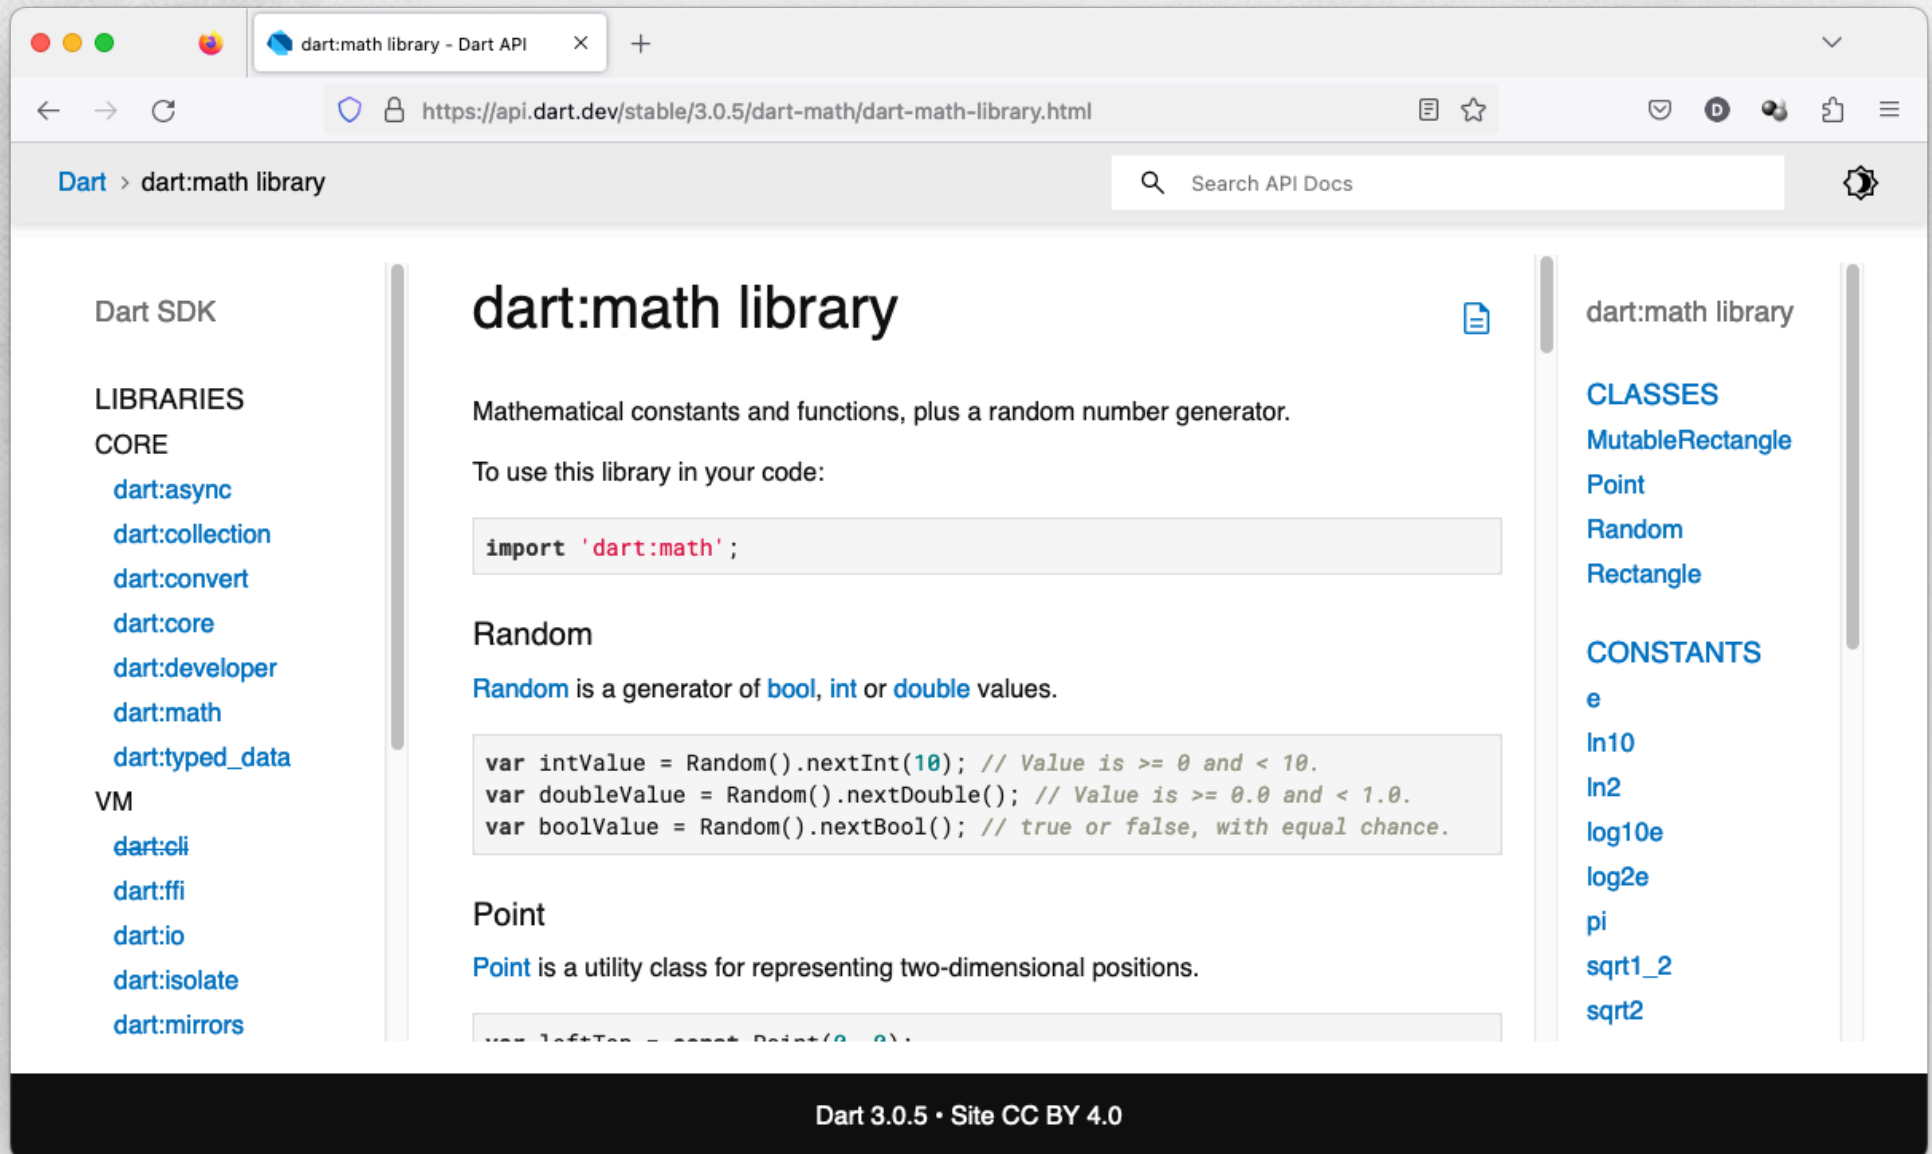 dart:math library - Dart API
https://api.dart.dev/stable/3.0.5/dart-math/dart-math-library.html
D
Dart > dart:math library
Search API Docs
Dart SDK
LIBRARIES
CORE
dart:async
dart:collection
dart:convert
dart:core
dart:developer
dart:math
dart:typed_data
VM
dart:cli
dart:ffi
dart:io
dart:isolate
dart:mirrors
dart:math library
Mathematical constants and functions, plus a random number generator.
To use this library in your code:
import 'dart:math';
Random
Random is a generator of bool, int or double values.
var intValue = Random().nextInt(10); // Value is >= 0 and < 10.
var doubleValue = Random().nextDouble(); // Value is >= 0.0 and < 1.0.
var boolValue = Random().nextBool(); // true or false, with equal chance.
Point
Point is a utility class for representing two-dimensional positions.
var leftTop = const Point(0, 0);
dart:math library
CLASSES
MutableRectangle
Point
Random
Rectangle
CONSTANTS
e
ln10
ln2
log10e
log2e
pi
sqrt1_2
sqrt2
Dart 3.0.5 • Site CC BY 4.0